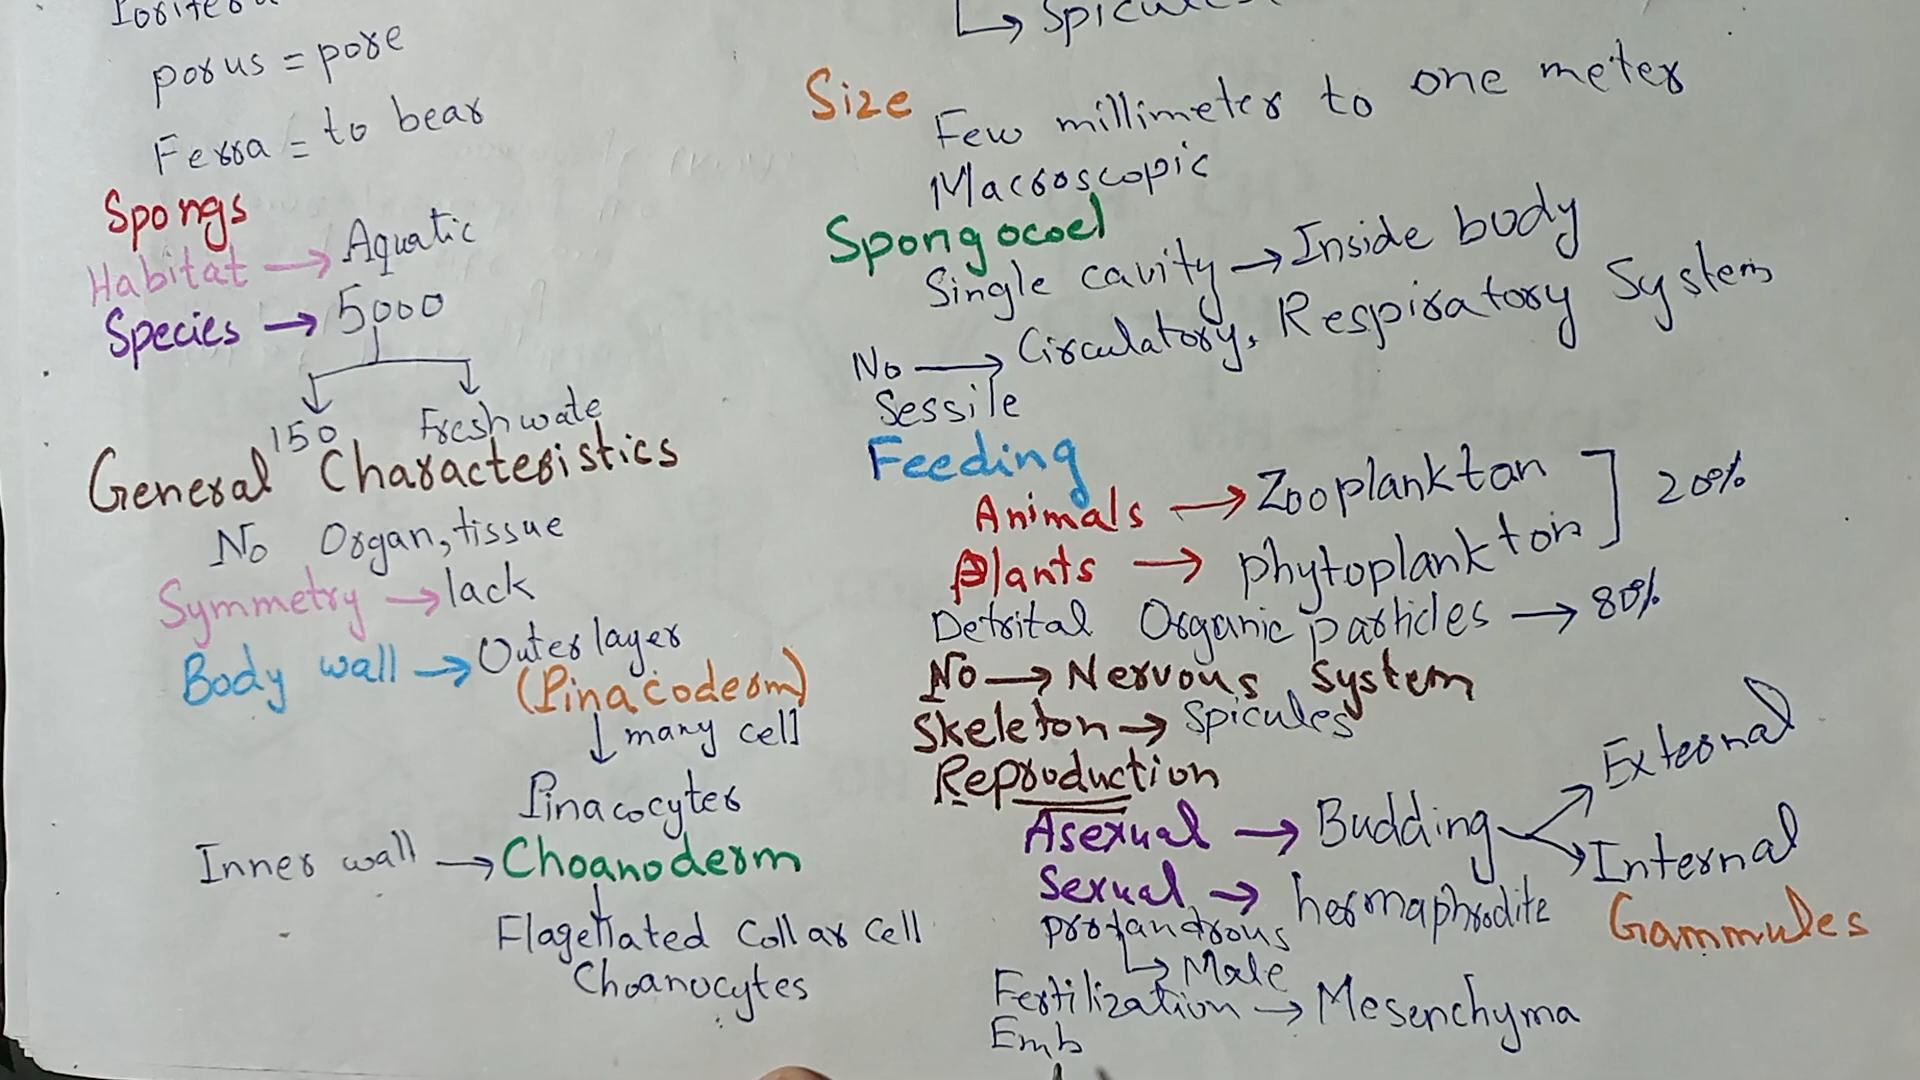 porus = pore
Ferra = to bear
Spongs
Habitat → Aquatic
Species → 5000
150 Freshwate
General Characteristics
No Organ, tissue
Symmetry → lack
Body wall → Outer layer
(Pinacoderm)
↓ many cell
Pinacocytes
Inner wall → Choanoderm
Flagellated Collar cell
Choanocytes
Size
Few millimeter to one meter
Macroscopic
Spongocoel
Single cavity → Inside body
No → Circulatory, Respiratory System
Sessile
Feeding
Animals → Zooplankton
Plants → phytoplankton ] 20%
Detrital Organic particles → 80%
No → Nervous System
Skeleton → Spicules
Reproduction
Asexual → Budding
External
Internal
Gammules
Sexual → hermaphrodite
protandrous
↳ Male
Fertilization → Mesenchyma
Emb